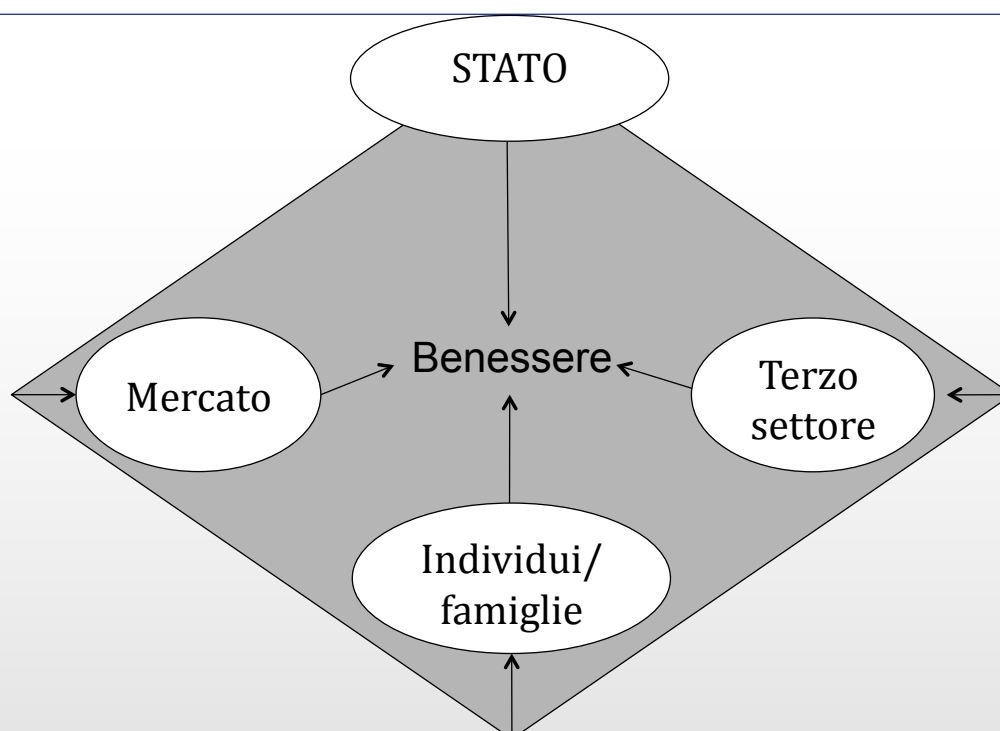 STATO
Benessere
Mercato
Terzo
settore
Individui/
famiglie